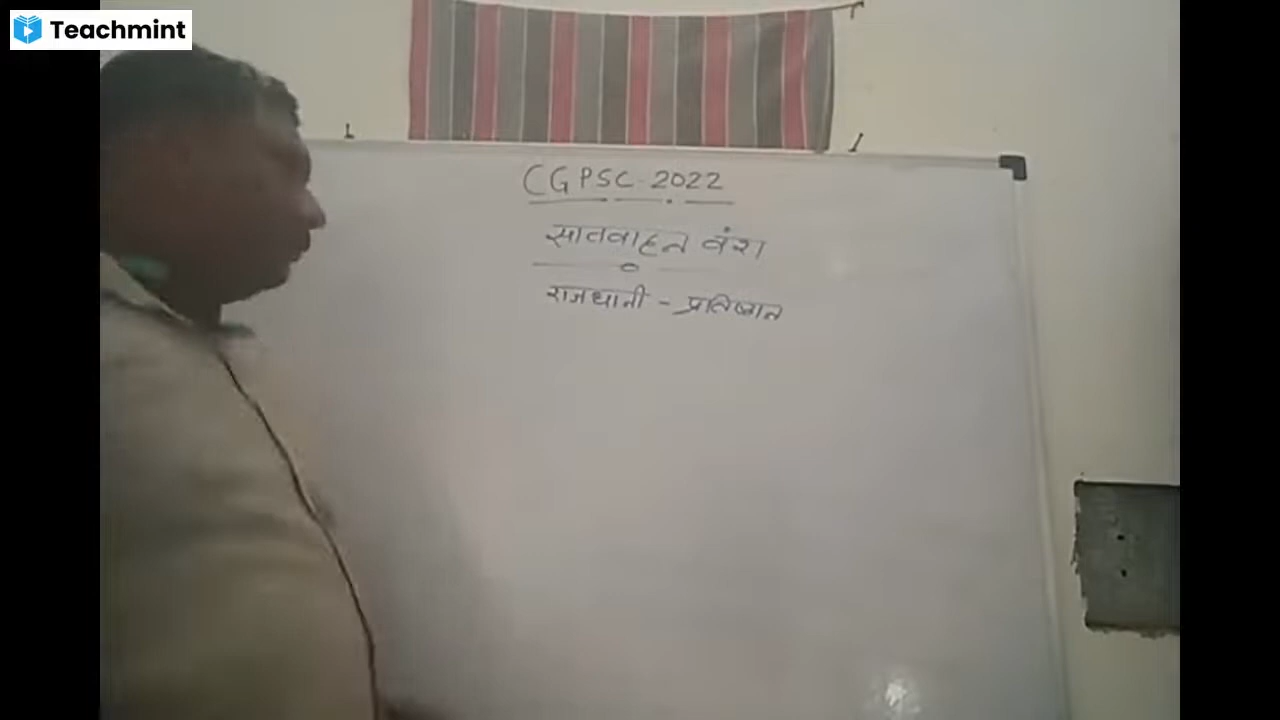 Teachmint
CGPSC-2022
सातवाहन वंश
राजधानी - प्रतिष्ठान